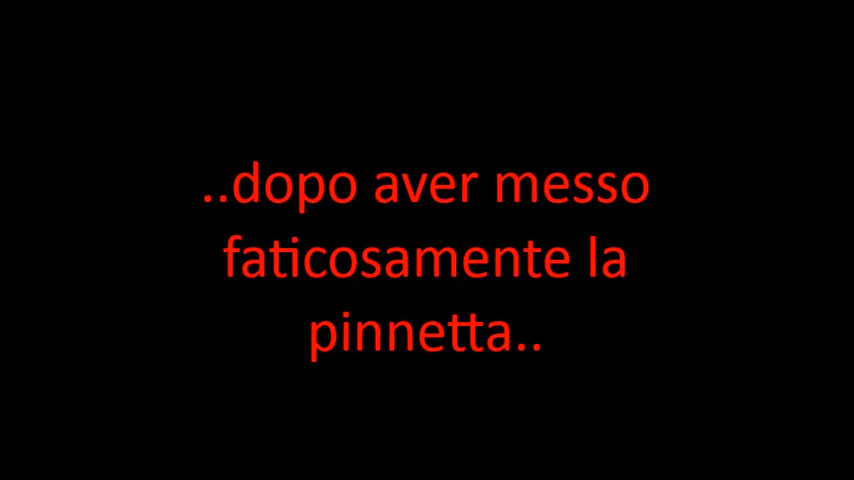 ..dopo aver messo
faticosamente la
pinnetta..